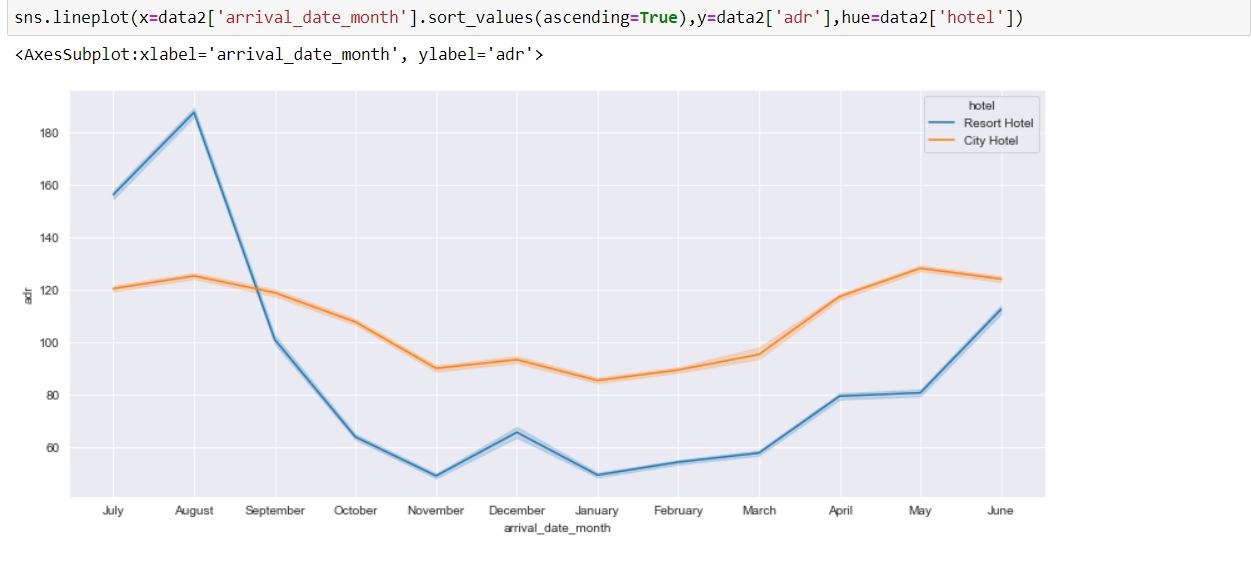 sns.lineplot(x=data2['arrival_date_month'].sort_values(ascending=True),y=data2['adr'],hue=data2['hotel'])
<AxesSubplot:xlabel='arrival_date_month', ylabel='adr'>
hotel
Resort Hotel
City Hotel
180
160
140
120
100
80
60
adr
July August September October November December January February March April May June
arrival_date_month